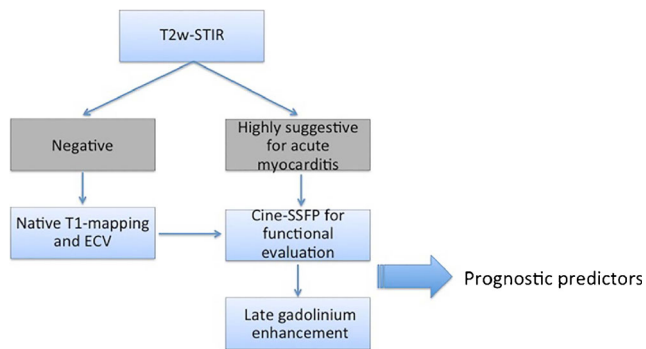 T2w-STIR
Negative
Highly suggestive
for acute
myocarditis
Native T1-mapping
and ECV
Cine-SSFP for
functional
evaluation
Prognostic predictors
Late gadolinium
enhancement